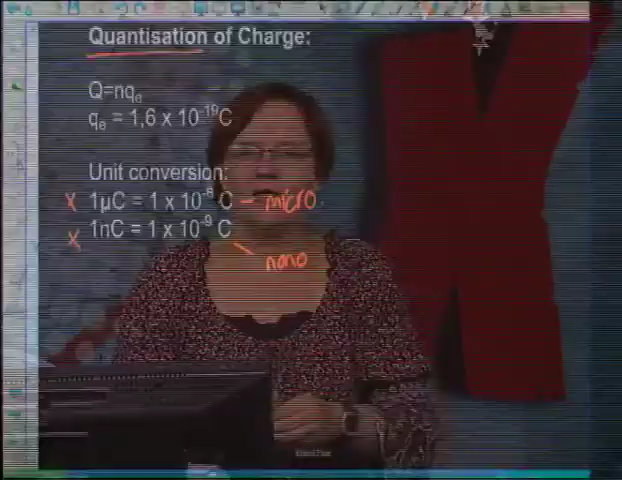 Quantisation of Charge:
Q=nqₑ
qₑ = 1,6 x 10⁻¹⁹C
Unit conversion:
x 1μC = 1 x 10⁻⁶ C – micro
x 1nC = 1 x 10⁻⁹ C
nano